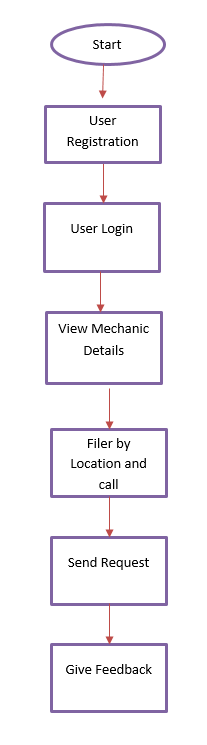 Start
User
Registration
User Login
View Mechanic
Details
Filer by
Location and
call
Send Request
Give Feedback